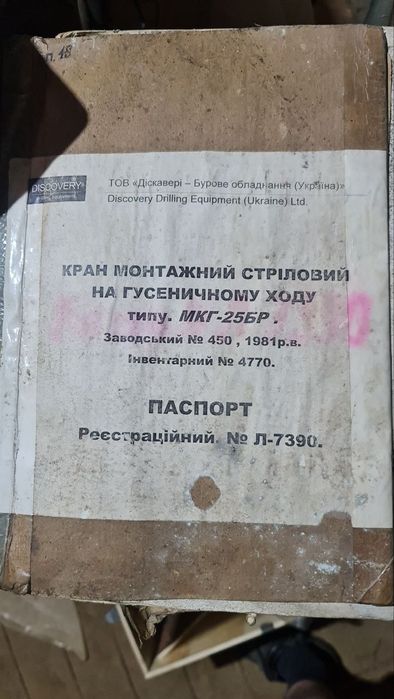 п. 48
DISCOVERY
ТОВ «Діскавері – Бурове обладнання (Україна)»
Discovery Drilling Equipment (Ukraine) Ltd.
КРАН МОНТАЖНИЙ СТРІЛОВИЙ
НА ГУСЕНИЧНОМУ ХОДУ
типу. МКГ-25БР .
Заводський № 450 , 1981р.в.
Інвентарний № 4770.
ПАСПОРТ
Реєстраційний. № Л-7390.